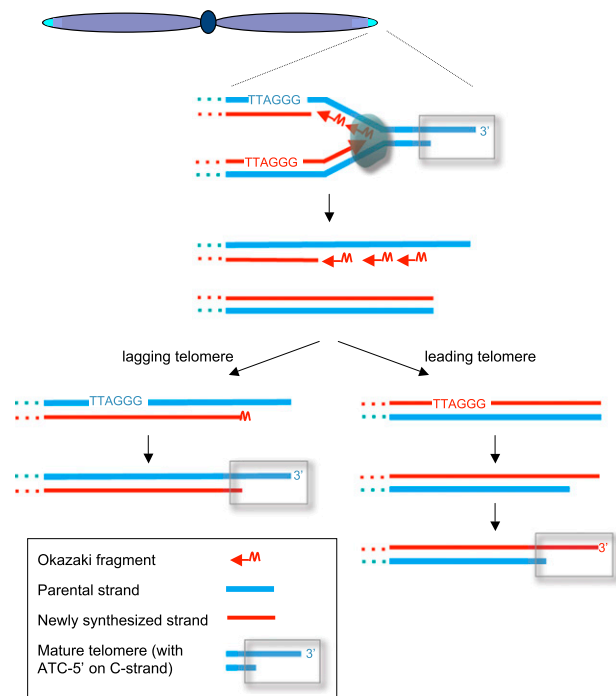 TTAGGG
3'
TTAGGG
lagging telomere
leading telomere
TTAGGG
TTAGGG
3'
3'
Okazaki fragment
Parental strand
Newly synthesized strand
Mature telomere (with
ATC-5' on C-strand)
3'